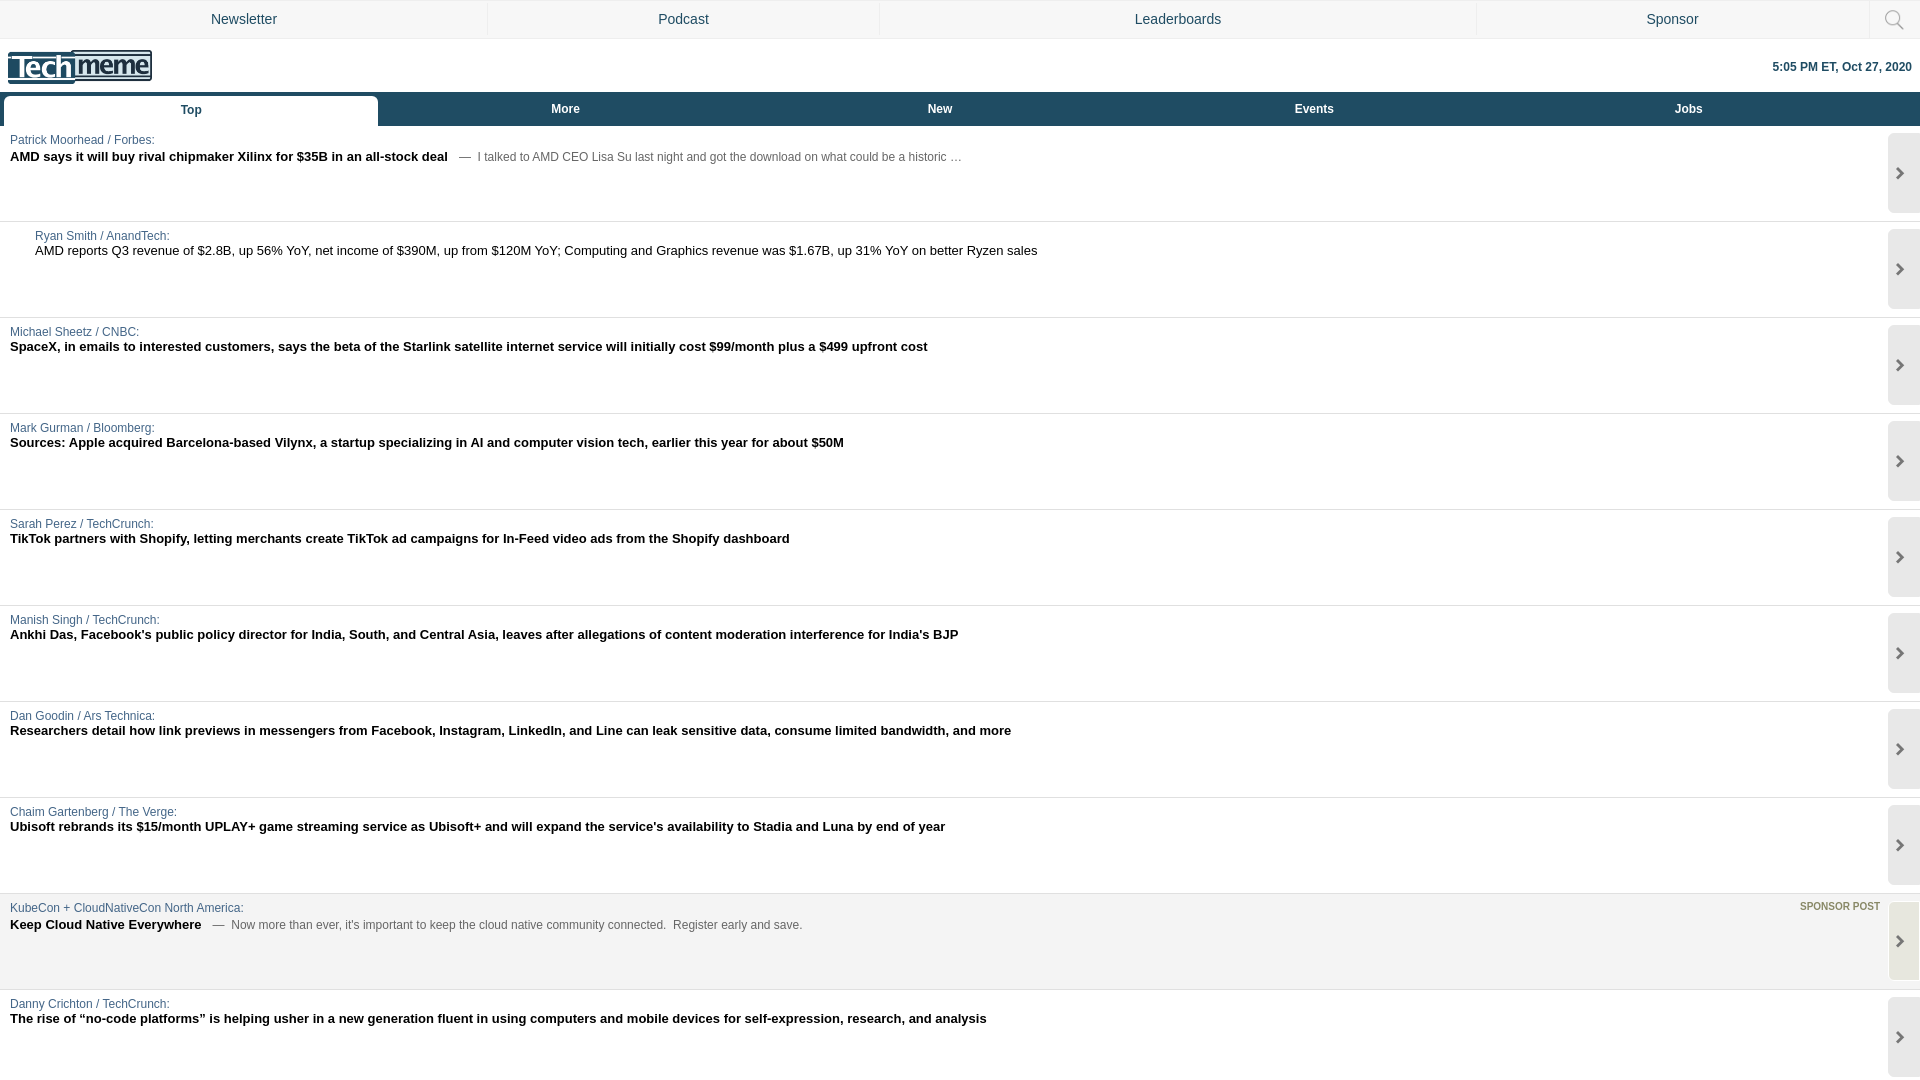 Newsletter
Podcast
Leaderboards
Sponsor
Techmeme
5:05 PM ET, Oct 27, 2020
Top
More
New
Events
Jobs
Patrick Moorhead / Forbes:
AMD says it will buy rival chipmaker Xilinx for $35B in an all-stock deal — I talked to AMD CEO Lisa Su last night and got the download on what could be a historic …
Ryan Smith / AnandTech:
AMD reports Q3 revenue of $2.8B, up 56% YoY, net income of $390M, up from $120M YoY; Computing and Graphics revenue was $1.67B, up 31% YoY on better Ryzen sales
Michael Sheetz / CNBC:
SpaceX, in emails to interested customers, says the beta of the Starlink satellite internet service will initially cost $99/month plus a $499 upfront cost
Mark Gurman / Bloomberg:
Sources: Apple acquired Barcelona-based Vilynx, a startup specializing in AI and computer vision tech, earlier this year for about $50M
Sarah Perez / TechCrunch:
TikTok partners with Shopify, letting merchants create TikTok ad campaigns for In-Feed video ads from the Shopify dashboard
Manish Singh / TechCrunch:
Ankhi Das, Facebook's public policy director for India, South, and Central Asia, leaves after allegations of content moderation interference for India's BJP
Dan Goodin / Ars Technica:
Researchers detail how link previews in messengers from Facebook, Instagram, LinkedIn, and Line can leak sensitive data, consume limited bandwidth, and more
Chaim Gartenberg / The Verge:
Ubisoft rebrands its $15/month UPLAY+ game streaming service as Ubisoft+ and will expand the service's availability to Stadia and Luna by end of year
KubeCon + CloudNativeCon North America:
SPONSOR POST
Keep Cloud Native Everywhere — Now more than ever, it's important to keep the cloud native community connected. Register early and save.
Danny Crichton / TechCrunch:
The rise of “no-code platforms” is helping usher in a new generation fluent in using computers and mobile devices for self-expression, research, and analysis